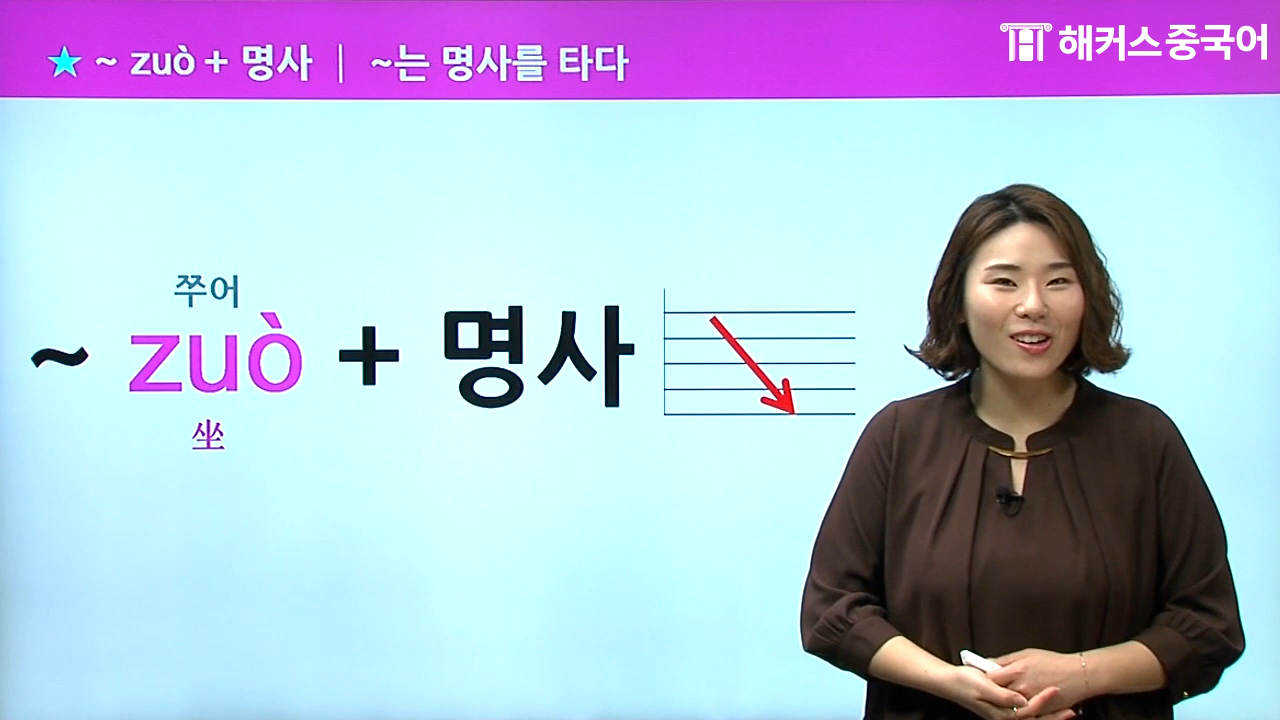 ★ ~ zuò + 명사 | ~는 명사를 타다
해커스중국어
쭈어
~ zuò + 명사
坐